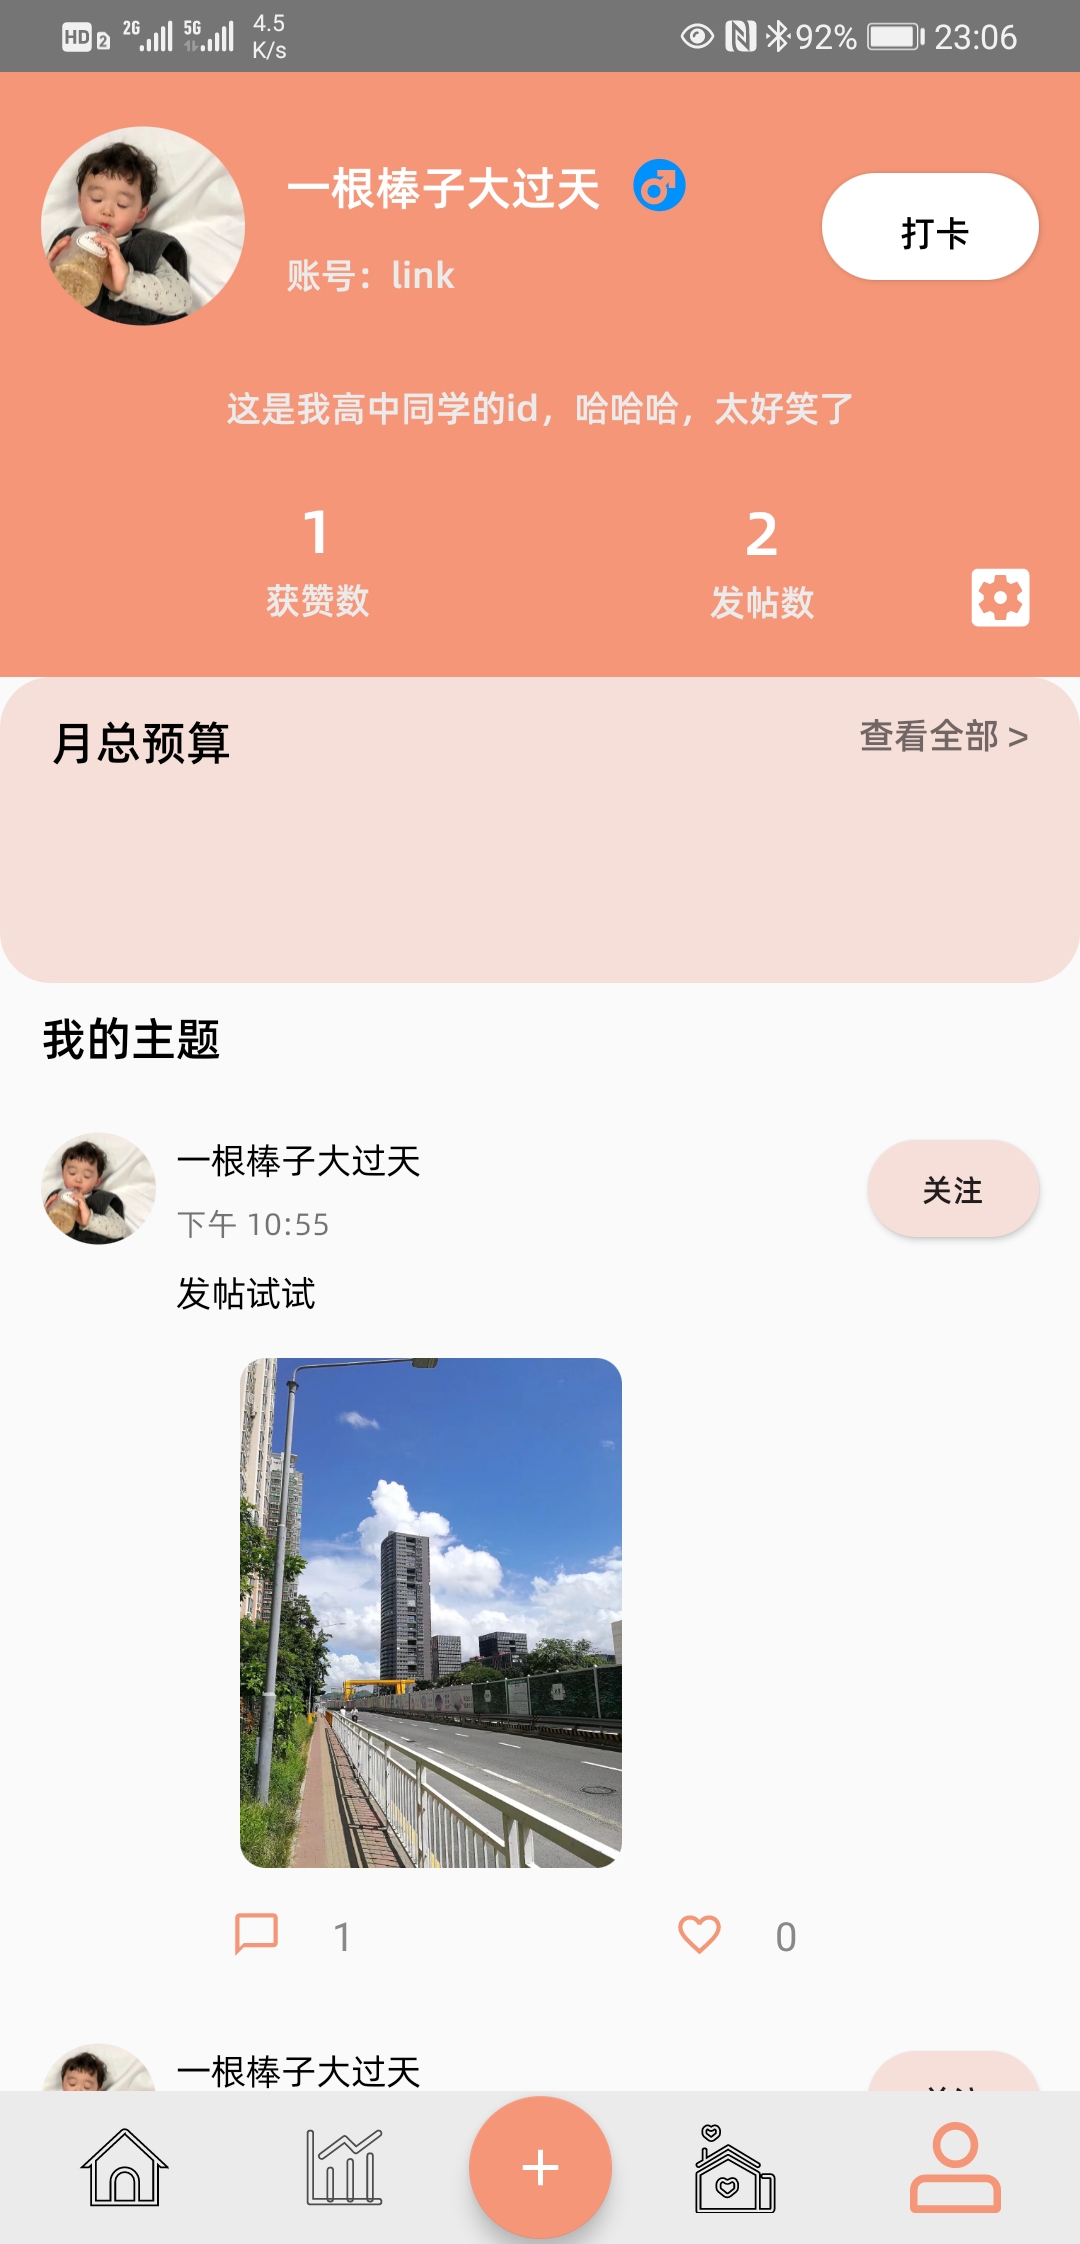 HD 2 2G 5G 4.5 K/s 92% 23:06
一根棒子大过天
账号：link
打卡
这是我高中同学的id，哈哈哈，太好笑了
1 2
获赞数 发帖数
月总预算 查看全部 >
我的主题
一根棒子大过天
关注
下午 10:55
发帖试试
1 0
一根棒子大过天
关注
+